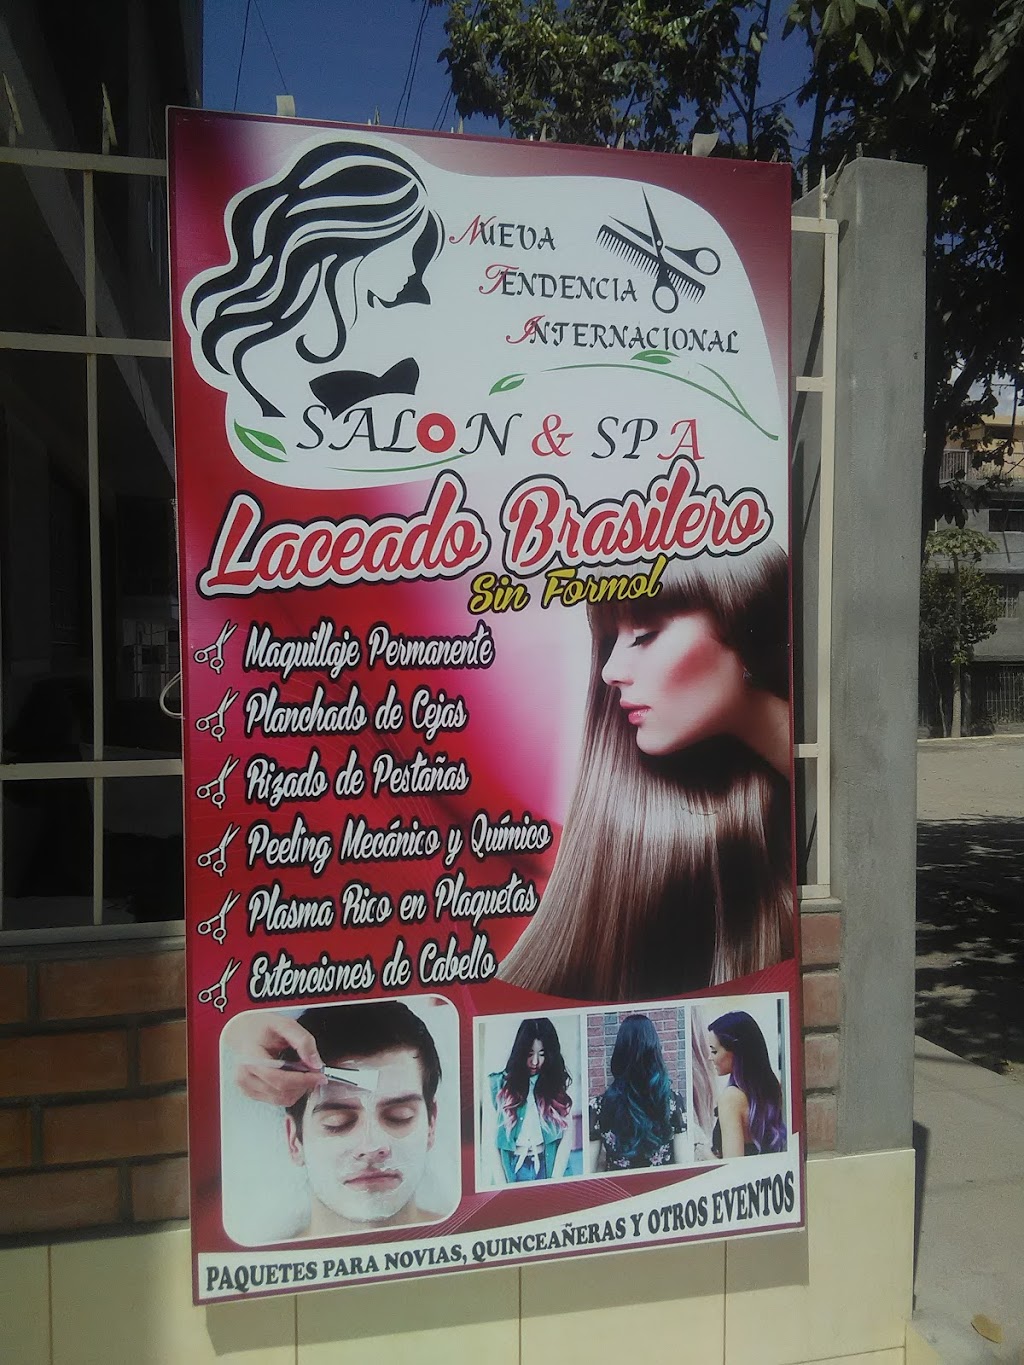 NUEVA
TENDENCIA
INTERNACIONAL
SALON & SPA
Laceado Brasilero
Sin Formol
Maquillaje Permanente
Planchado de Cejas
Rizado de Pestañas
Peeling Mecánico y Químico
Plasma Rico en Plaquetas
Extenciones de Cabello
PAQUETES PARA NOVIAS, QUINCEAÑERAS Y OTROS EVENTOS